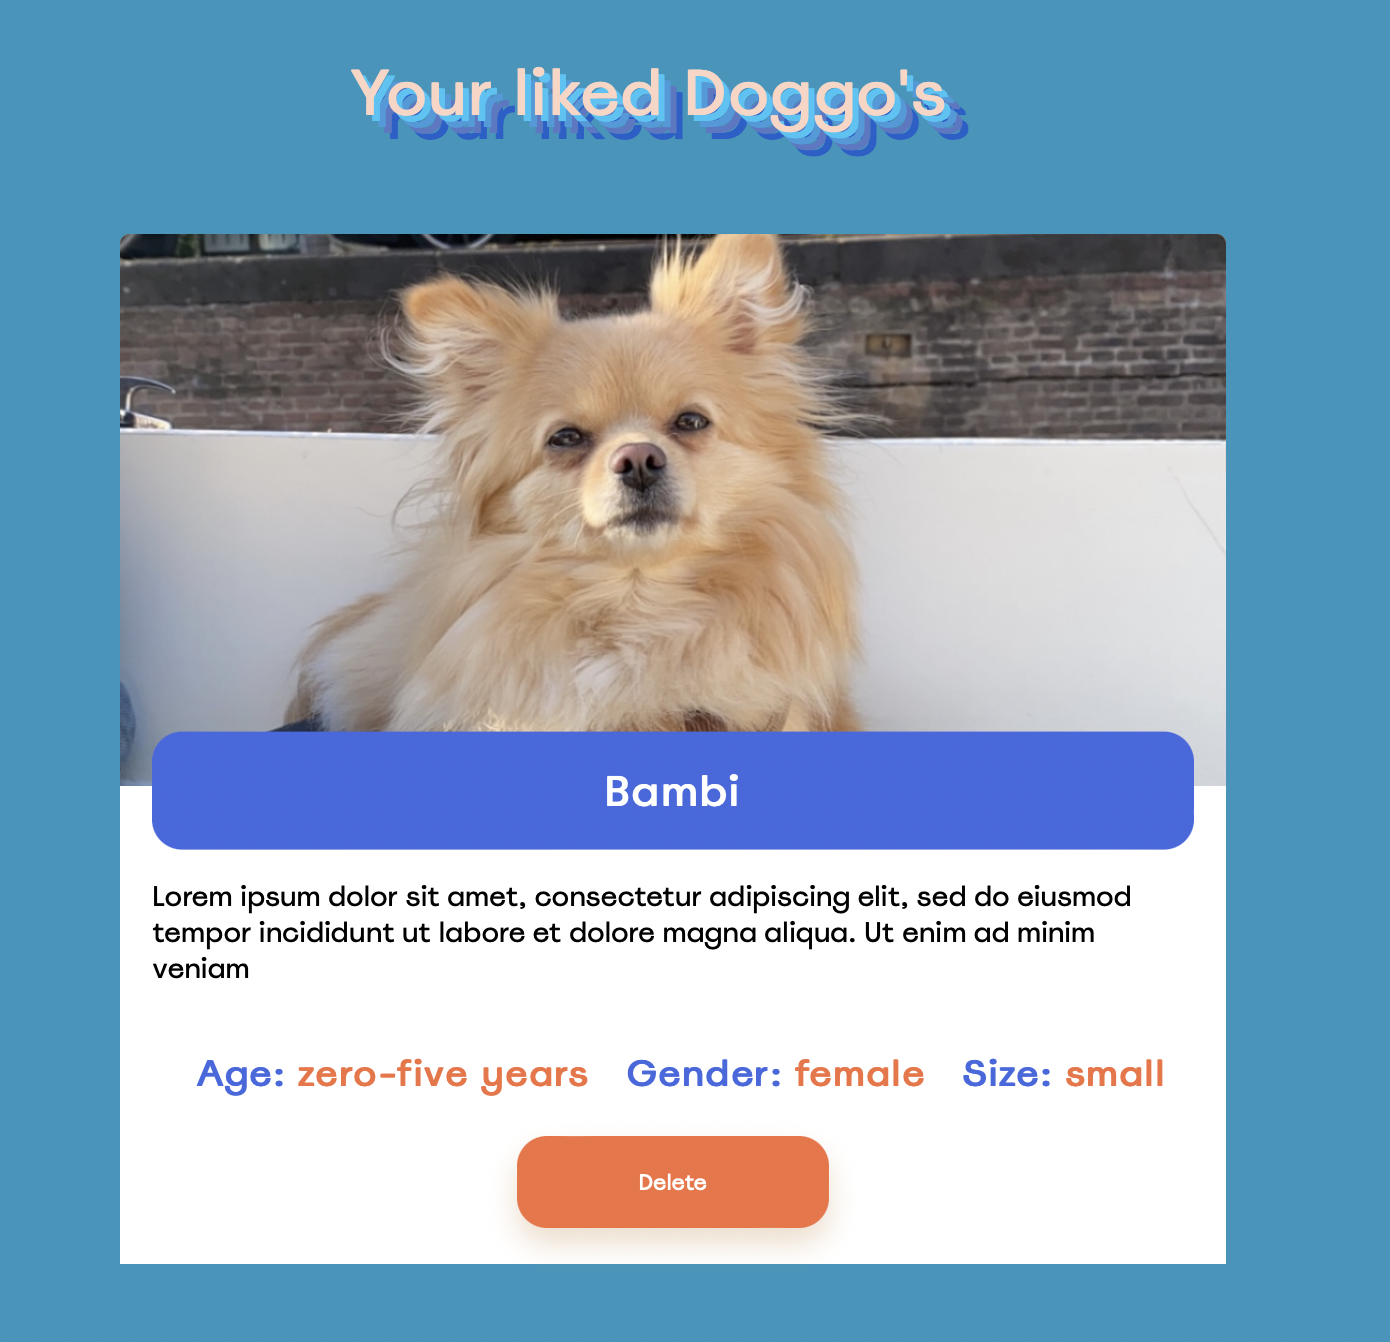 Your liked Doggo's
Bambi
Lorem ipsum dolor sit amet, consectetur adipiscing elit, sed do eiusmod
tempor incididunt ut labore et dolore magna aliqua. Ut enim ad minim
veniam
Age: zero-five years Gender: female Size: small
Delete